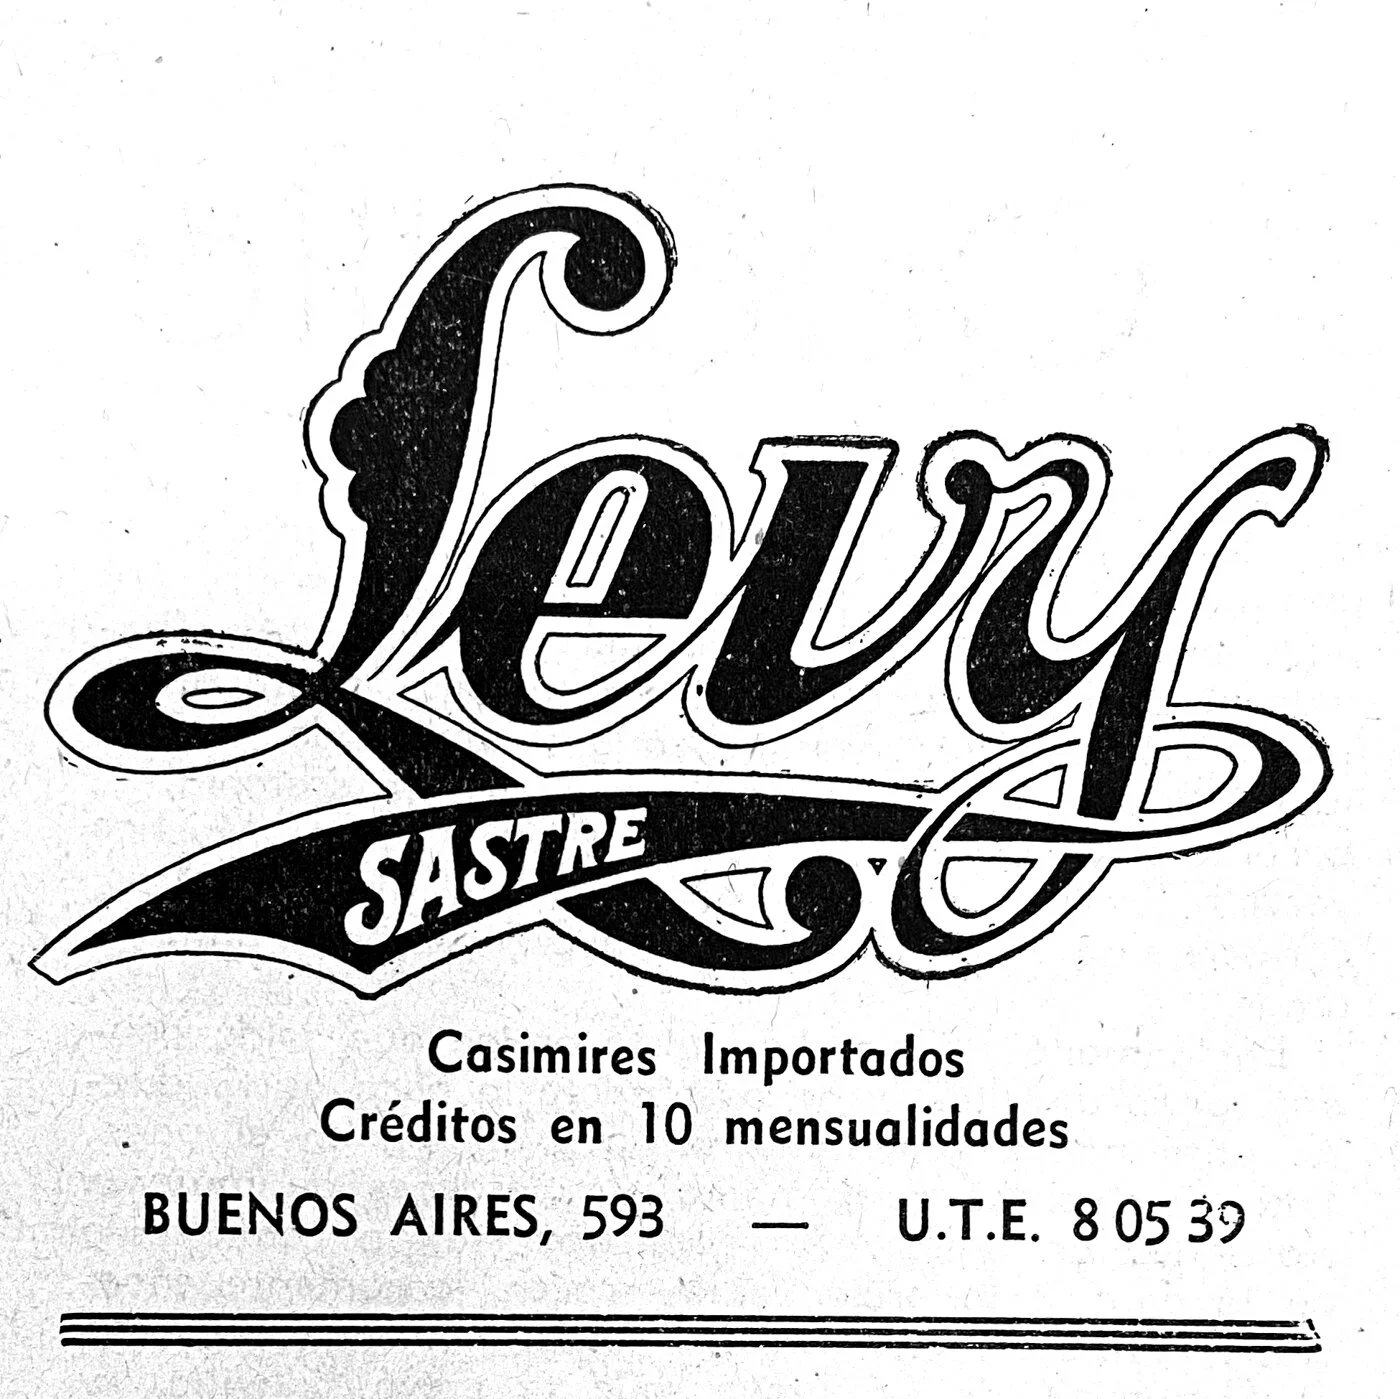 Levy
SASTRE
Casimires Importados
Créditos en 10 mensualidades
BUENOS AIRES, 593 — U.T.E. 8 05 39